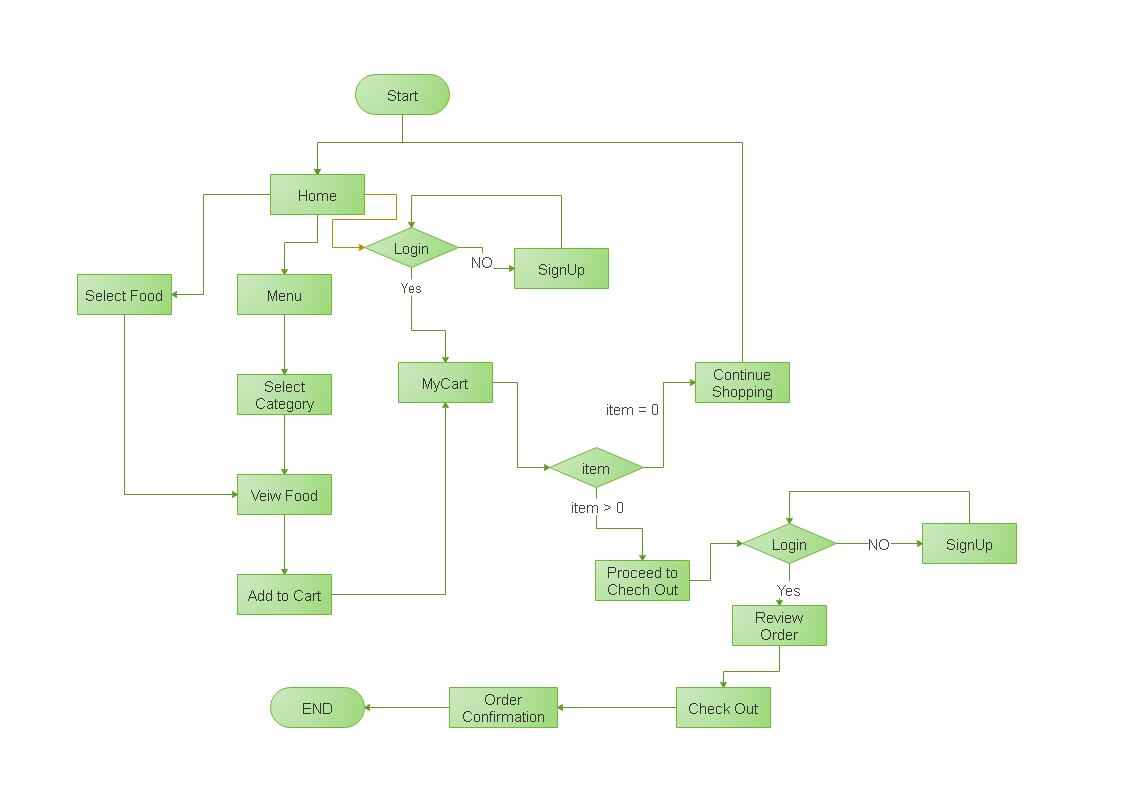 Start
Home
Login
NO
SignUp
Yes
Select Food
Menu
Select
Category
MyCart
Continue
Shopping
item = 0
item
item > 0
Veiw Food
Add to Cart
Proceed to
Chech Out
Login
NO
SignUp
Yes
Review
Order
Check Out
Order
Confirmation
END